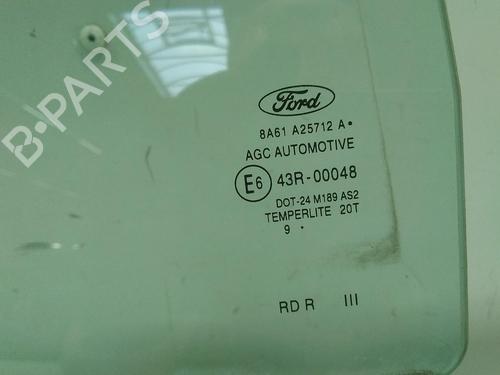 B-PARTS
Ford
8A61 A25712 A •
AGC AUTOMOTIVE
E6 43R-00048
DOT-24 M189 AS2
TEMPERLITE 20T
9 •
RD R III